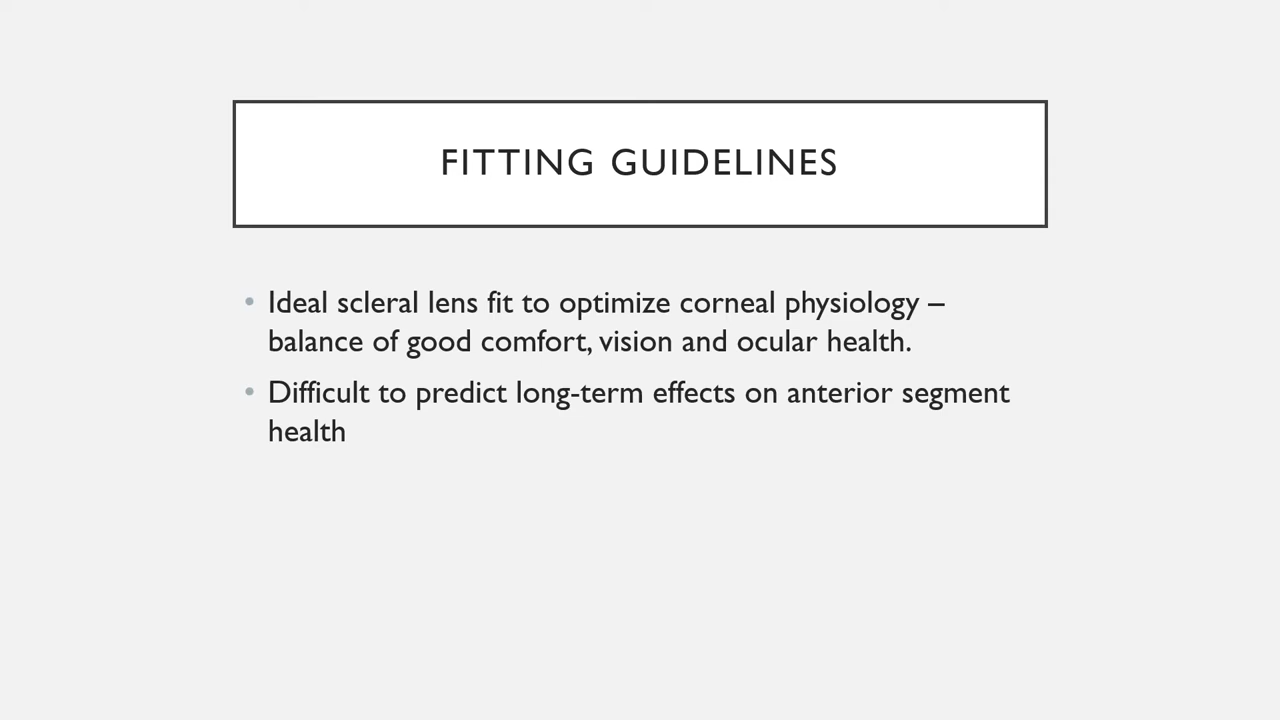 FITTING GUIDELINES
• Ideal scleral lens fit to optimize corneal physiology –
balance of good comfort, vision and ocular health.
• Difficult to predict long-term effects on anterior segment
health